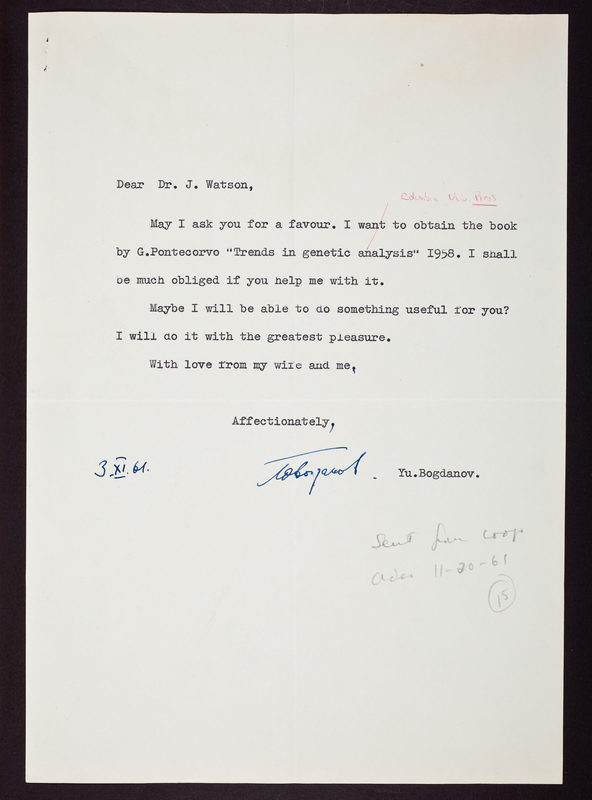 Dear Dr. J. Watson,
Columbia Univ. Press
May I ask you for a favour. I want to obtain the book
by G.Pontecorvo "Trends in genetic analysis" 1958. I shall
be much obliged if you help me with it.
Maybe I will be able to do something useful for you?
I will do it with the greatest pleasure.
With love from my wife and me,
Affectionately,
3.XI.61.
Yu.Bogdanov.
Sent from coop
11-20-61
15